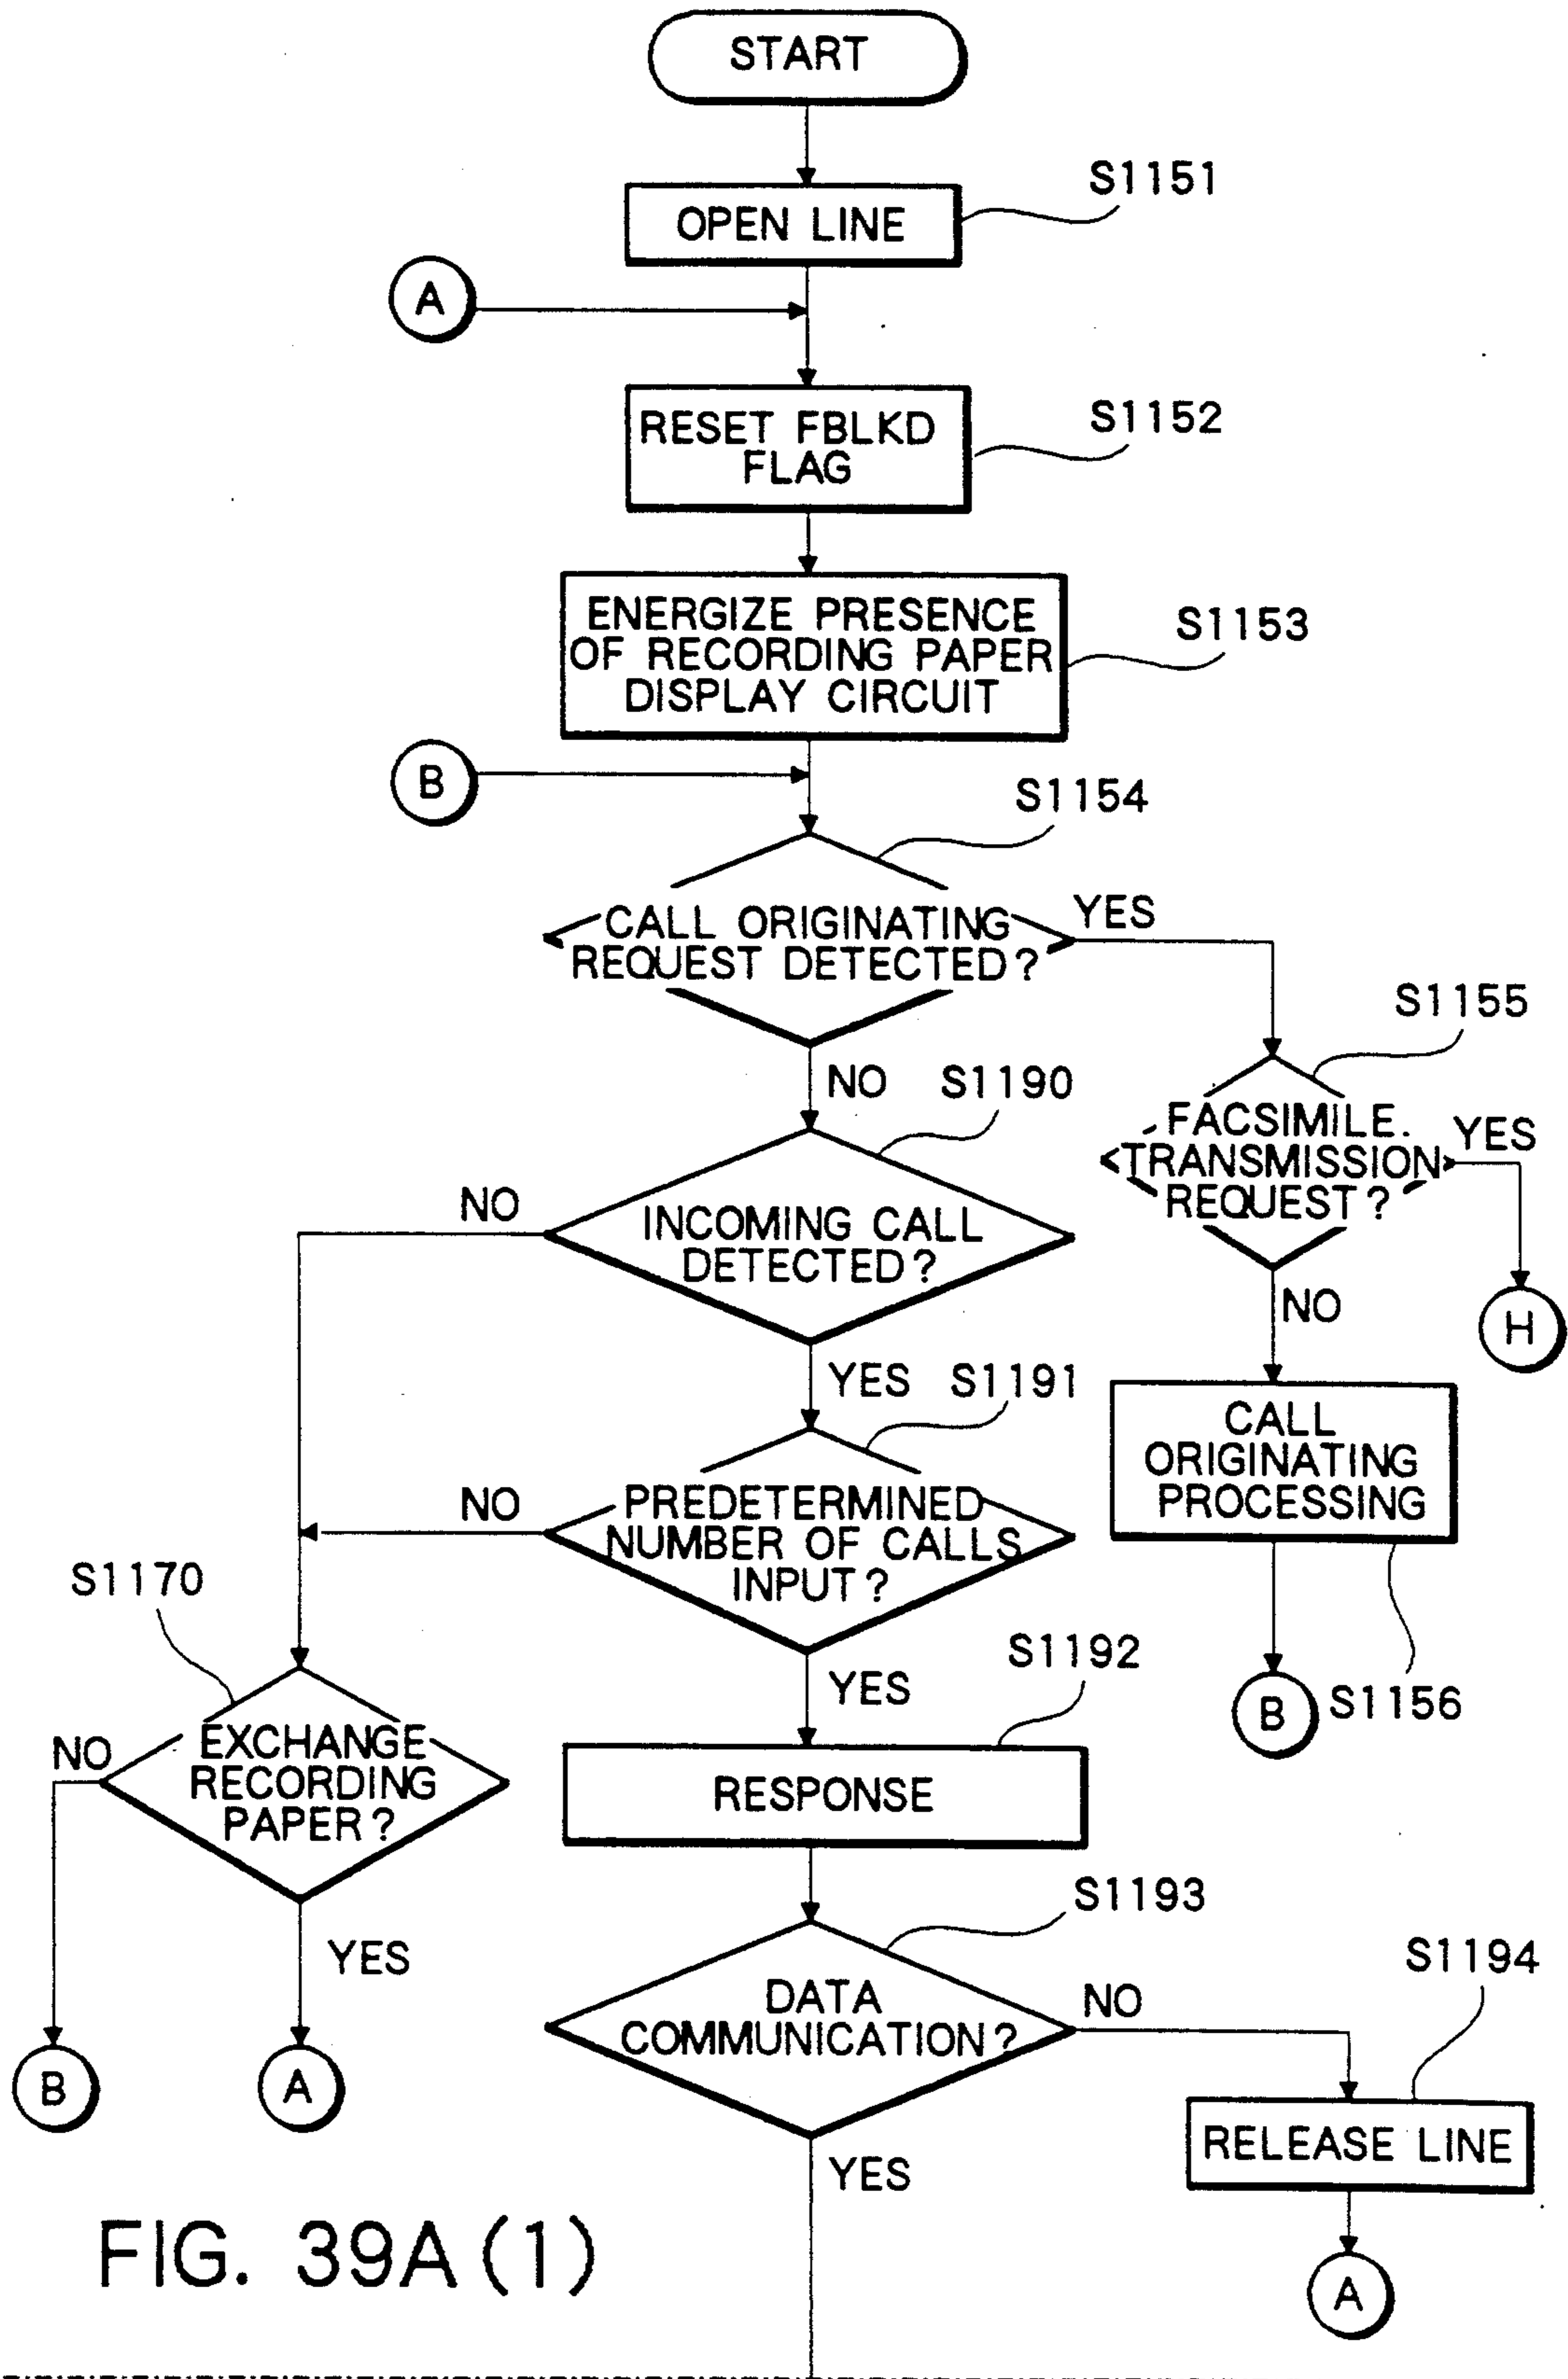 START
S1151
OPEN LINE
A
S1152
RESET FBLKD
FLAG
S1153
ENERGIZE PRESENCE
OF RECORDING PAPER
DISPLAY CIRCUIT
B
S1154
CALL ORIGINATING
REQUEST DETECTED?
YES
NO
S1155
FACSIMILE.
TRANSMISSION
REQUEST?
YES
H
NO
S1190
INCOMING CALL
DETECTED?
NO
YES
CALL
ORIGINATING
PROCESSING
S1156
B
S1191
PREDETERMINED
NUMBER OF CALLS
INPUT?
NO
YES
S1170
EXCHANGE
RECORDING
PAPER?
NO
YES
B
A
S1192
RESPONSE
S1193
DATA
COMMUNICATION?
NO
YES
S1194
RELEASE LINE
A
FIG. 39A(1)